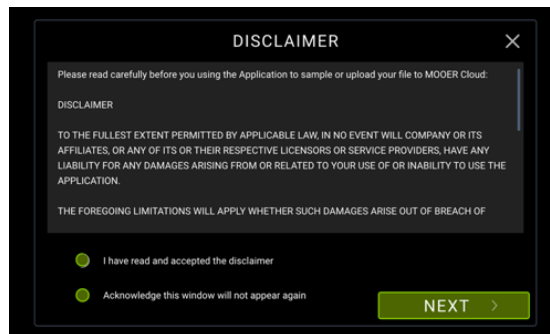 DISCLAIMER
Please read carefully before you using the Application to sample or upload your file to MOOER Cloud:
DISCLAIMER
TO THE FULLEST EXTENT PERMITTED BY APPLICABLE LAW, IN NO EVENT WILL COMPANY OR ITS
AFFILIATES, OR ANY OF ITS OR THEIR RESPECTIVE LICENSORS OR SERVICE PROVIDERS, HAVE ANY
LIABILITY FOR ANY DAMAGES ARISING FROM OR RELATED TO YOUR USE OF OR INABILITY TO USE THE
APPLICATION.
THE FOREGOING LIMITATIONS WILL APPLY WHETHER SUCH DAMAGES ARISE OUT OF BREACH OF
I have read and accepted the disclaimer
Acknowledge this window will not appear again
NEXT